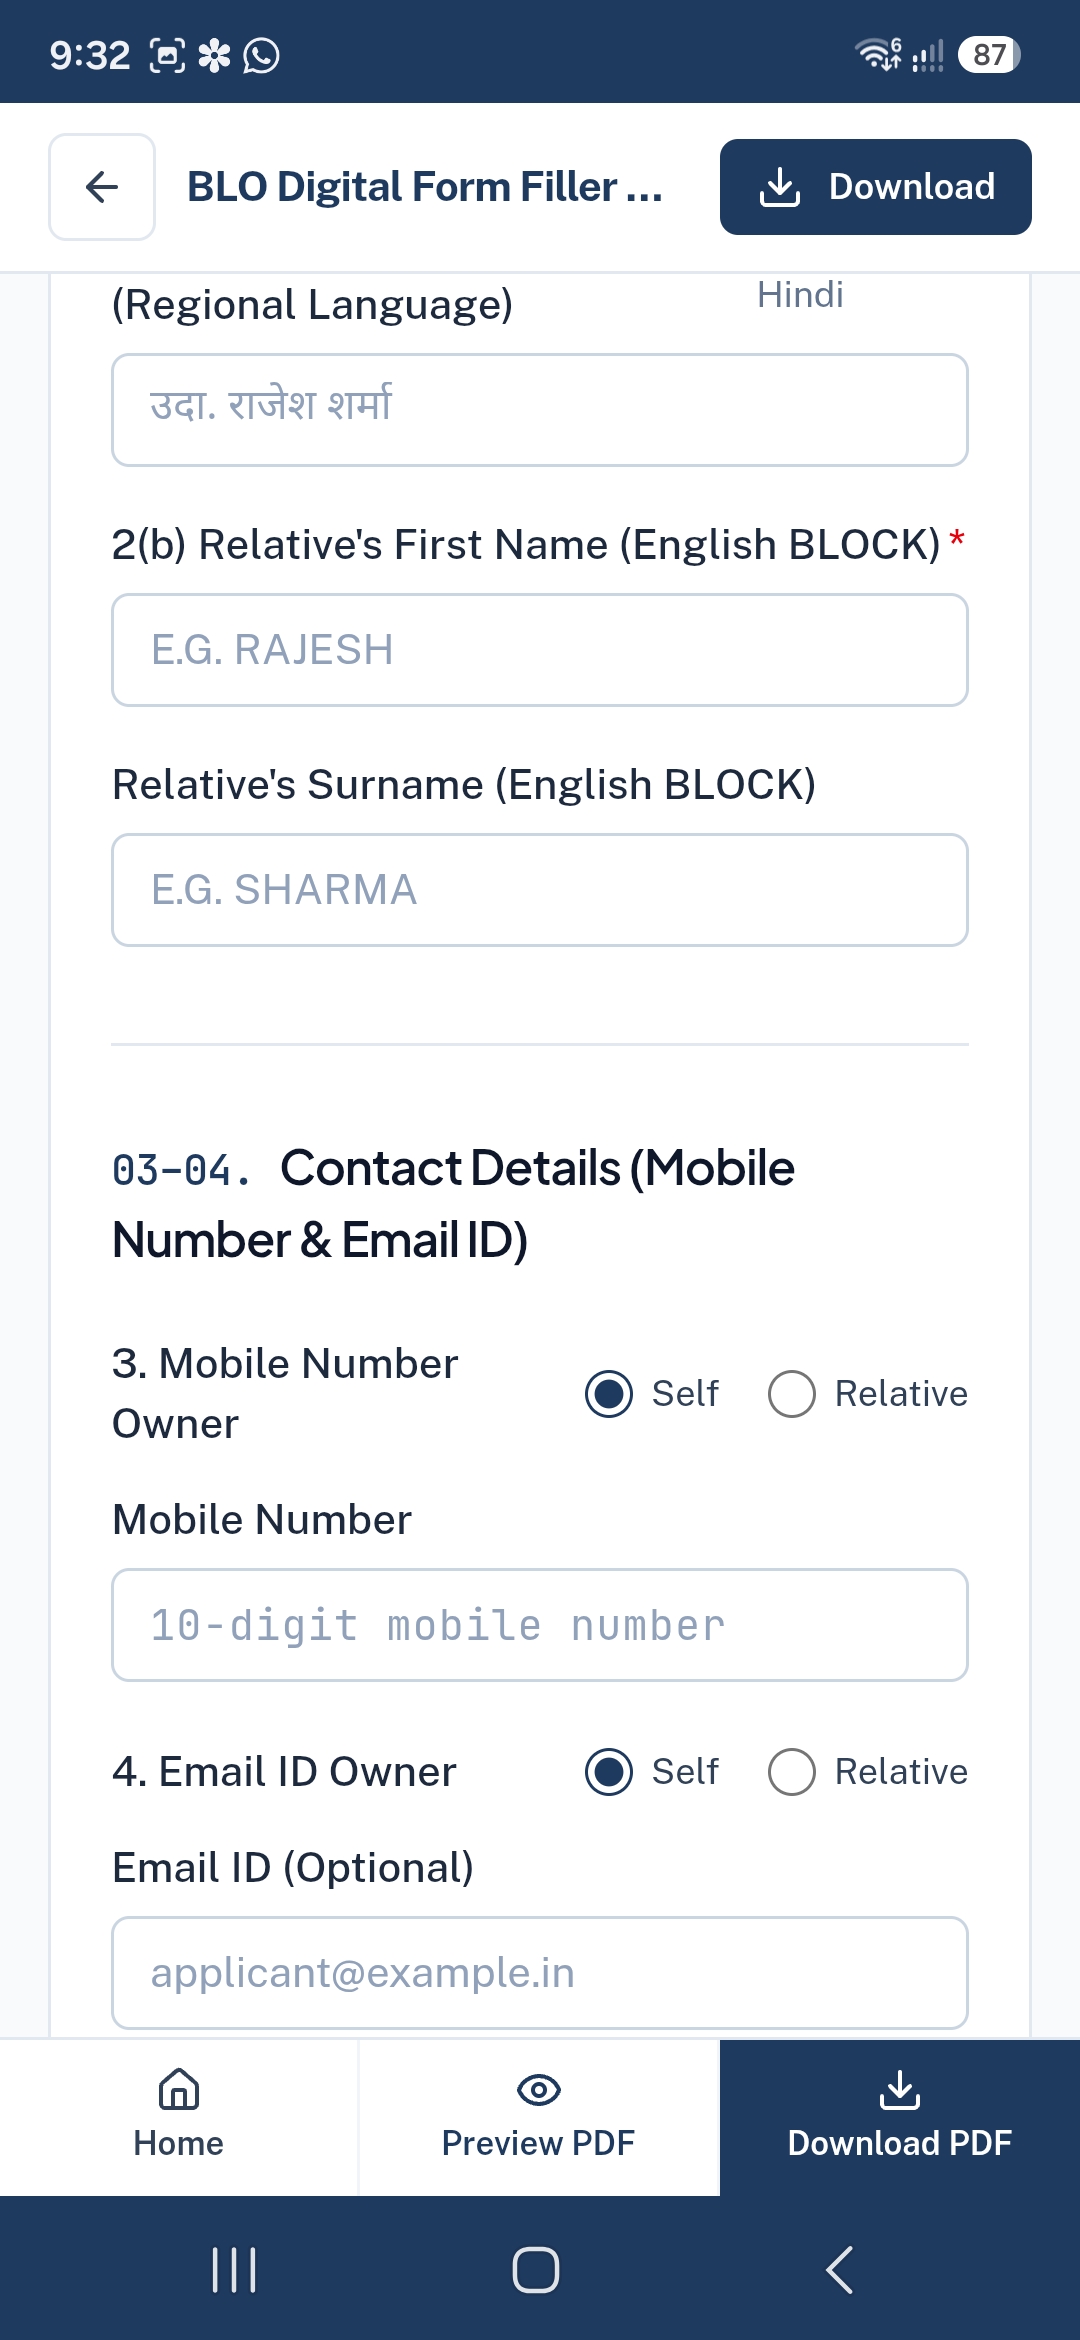 9:32
6
87
BLO Digital Form Filler ...
Download
(Regional Language)
Hindi
उदा. राजेश शर्मा
2(b) Relative's First Name (English BLOCK) *
E.G. RAJESH
Relative's Surname (English BLOCK)
E.G. SHARMA
03–04. Contact Details (Mobile
Number & Email ID)
3. Mobile Number
Owner
Self
Relative
Mobile Number
10-digit mobile number
4. Email ID Owner
Self
Relative
Email ID (Optional)
applicant@example.in
Home
Preview PDF
Download PDF